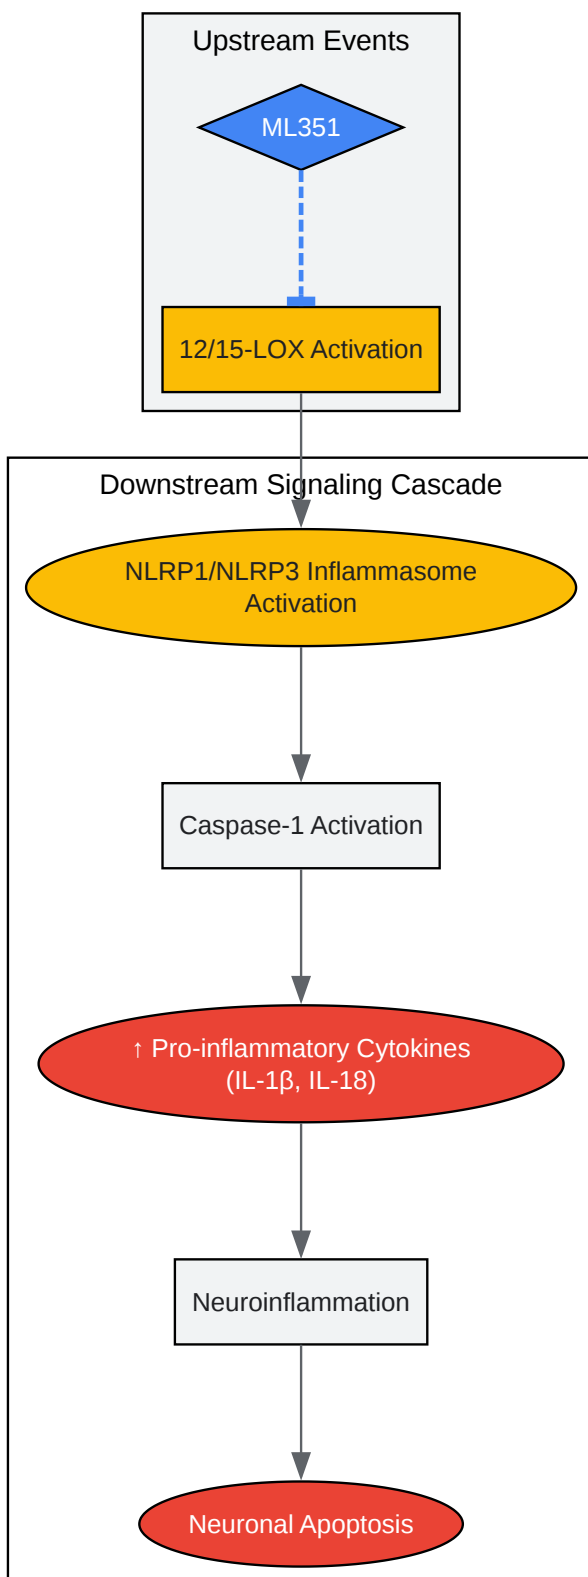 Upstream Events
ML351
12/15-LOX Activation
Downstream Signaling Cascade
NLRP1/NLRP3 Inflammasome
Activation
Caspase-1 Activation
↑ Pro-inflammatory Cytokines
(IL-1β, IL-18)
Neuroinflammation
Neuronal Apoptosis